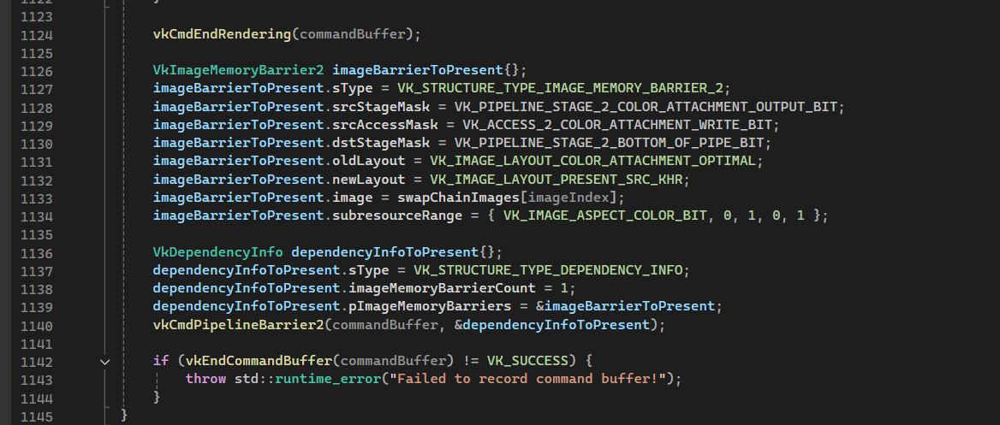 1122 }
1123
1124 vkCmdEndRendering(commandBuffer);
1125
1126 VkImageMemoryBarrier2 imageBarrierToPresent{};
1127 imageBarrierToPresent.sType = VK_STRUCTURE_TYPE_IMAGE_MEMORY_BARRIER_2;
1128 imageBarrierToPresent.srcStageMask = VK_PIPELINE_STAGE_2_COLOR_ATTACHMENT_OUTPUT_BIT;
1129 imageBarrierToPresent.srcAccessMask = VK_ACCESS_2_COLOR_ATTACHMENT_WRITE_BIT;
1130 imageBarrierToPresent.dstStageMask = VK_PIPELINE_STAGE_2_BOTTOM_OF_PIPE_BIT;
1131 imageBarrierToPresent.oldLayout = VK_IMAGE_LAYOUT_COLOR_ATTACHMENT_OPTIMAL;
1132 imageBarrierToPresent.newLayout = VK_IMAGE_LAYOUT_PRESENT_SRC_KHR;
1133 imageBarrierToPresent.image = swapChainImages[imageIndex];
1134 imageBarrierToPresent.subresourceRange = { VK_IMAGE_ASPECT_COLOR_BIT, 0, 1, 0, 1 };
1135
1136 VkDependencyInfo dependencyInfoToPresent{};
1137 dependencyInfoToPresent.sType = VK_STRUCTURE_TYPE_DEPENDENCY_INFO;
1138 dependencyInfoToPresent.imageMemoryBarrierCount = 1;
1139 dependencyInfoToPresent.pImageMemoryBarriers = &imageBarrierToPresent;
1140 vkCmdPipelineBarrier2(commandBuffer, &dependencyInfoToPresent);
1141
1142 if (vkEndCommandBuffer(commandBuffer) != VK_SUCCESS) {
1143 throw std::runtime_error("Failed to record command buffer!");
1144 }
1145 }